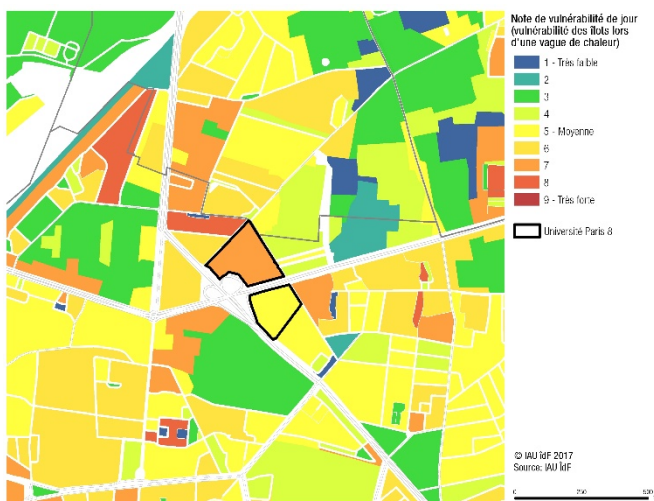 Note de vulnérabilité de jour
(vulnérabilité des îlots lors
d'une vague de chaleur)
1 - Très faible
2
3
4
5 - Moyenne
6
7
8
9 - Très forte
Université Paris 8
© IAU îdF 2017
Source: IAU îdF
0 250 500